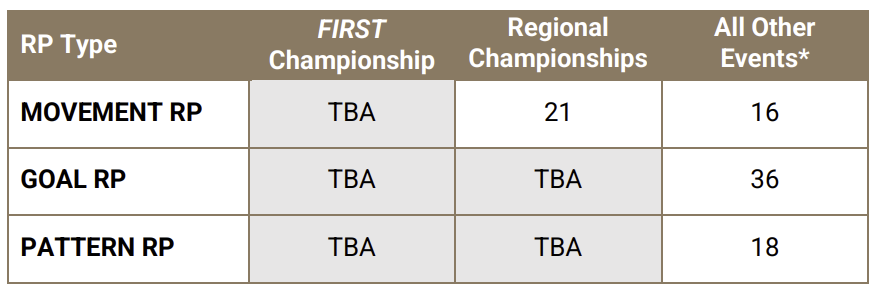 RP Type
FIRST
Championship
Regional
Championships
All Other
Events*
MOVEMENT RP
TBA
21
16
GOAL RP
TBA
TBA
36
PATTERN RP
TBA
TBA
18